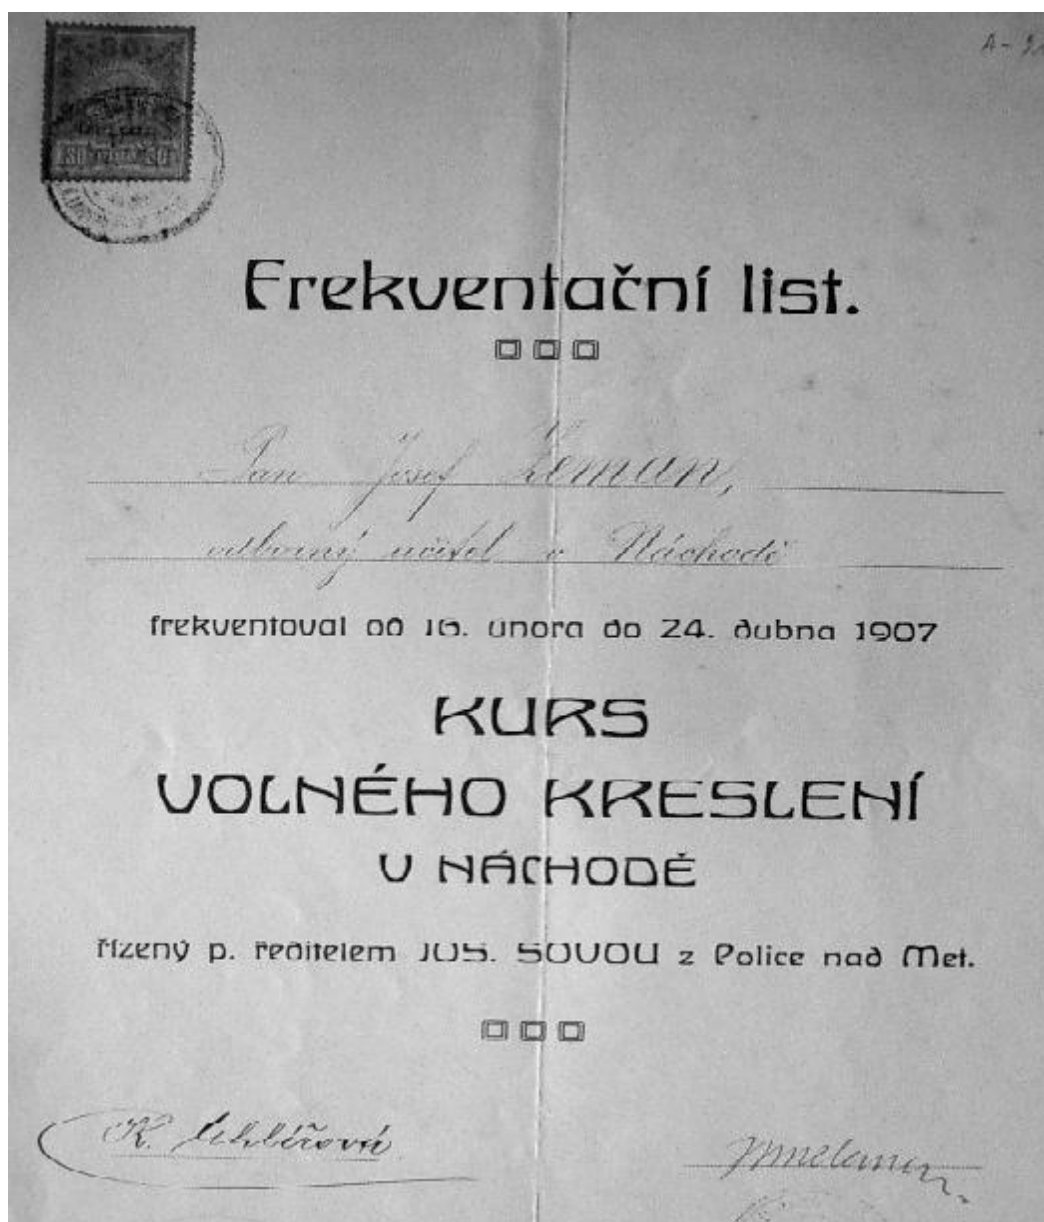 A-
30
Frekventační list.
Pan Josef Zeman,
odborný učitel v Náchodě
frekventoval od 16. února do 24. dubna 1907
KURS
VOLNÉHO KRESLENÍ
V NÁCHODĚ
řízený p. ředitelem JOS. SOVOU z Police nad Met.
K.